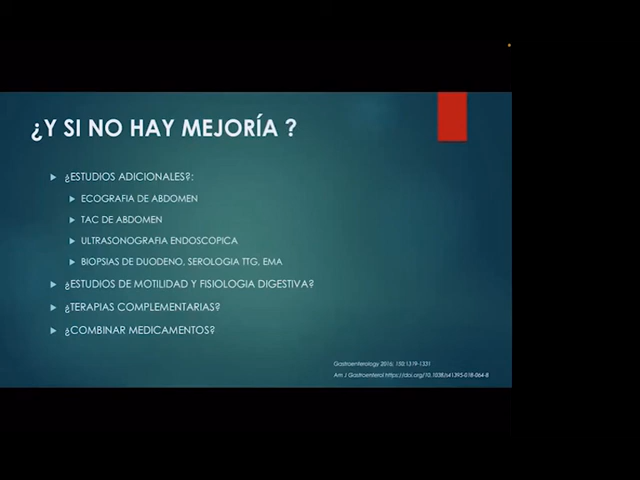 ¿Y SI NO HAY MEJORÍA ?
¿ESTUDIOS ADICIONALES?:
ECOGRAFIA DE ABDOMEN
TAC DE ABDOMEN
ULTRASONOGRAFIA ENDOSCOPICA
BIOPSIAS DE DUODENO, SEROLOGIA TTG, EMA
¿ESTUDIOS DE MOTILIDAD Y FISIOLOGIA DIGESTIVA?
¿TERAPIAS COMPLEMENTARIAS?
¿COMBINAR MEDICAMENTOS?
Gastroenterology 2016; 150:1319-1331
Am J Gastroenterol https://doi.org/10.1038/s41395-018-064-8